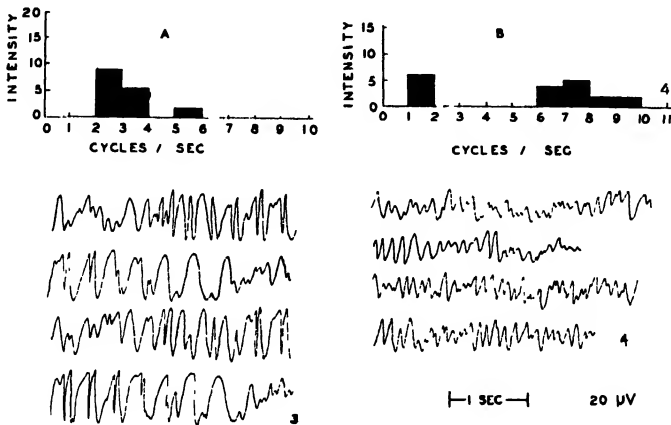 A
INTENSITY
20
15
10
5
0
0 1 2 3 4 5 6 7 8 9 10
CYCLES / SEC
B
INTENSITY
15
10
5
4
0 1 2 3 4 5 6 7 8 9 10 11
CYCLES / SEC
3
4
1 SEC
20 μV